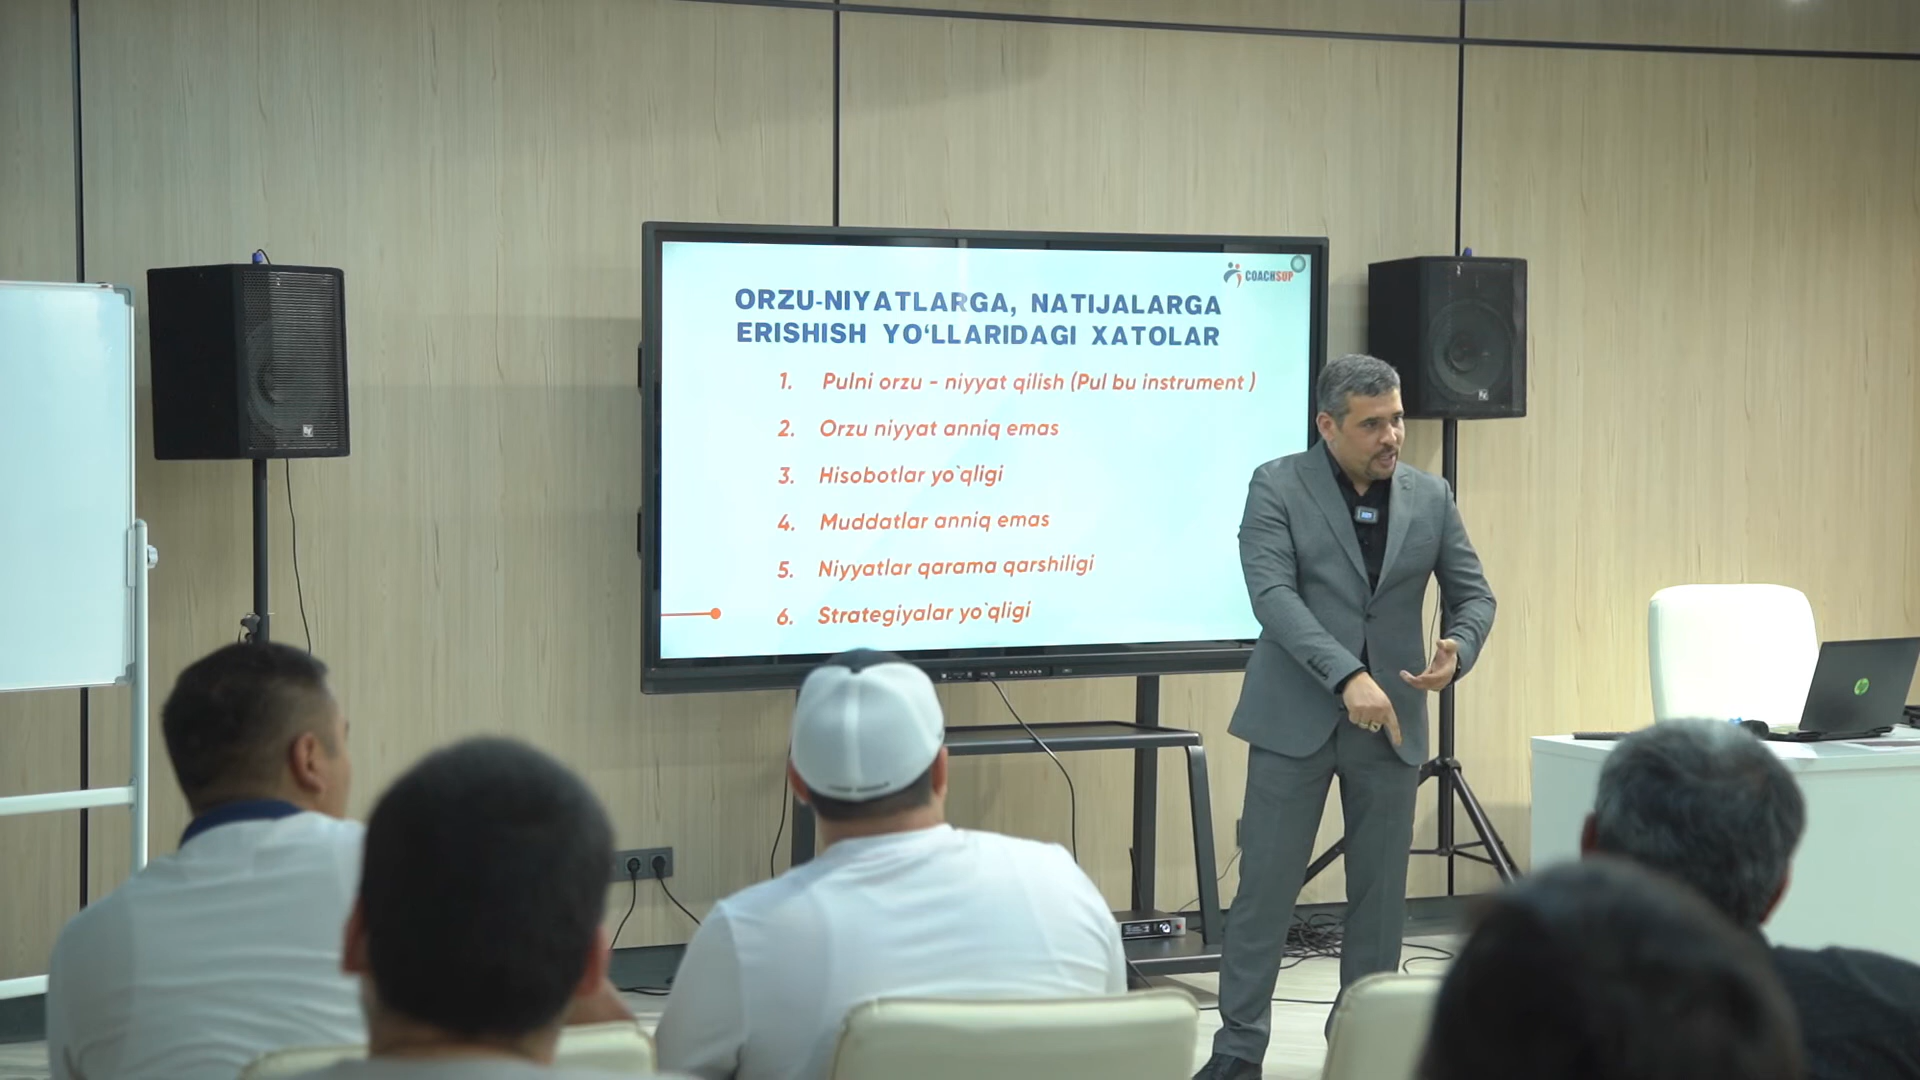 COACHSUP
ORZU-NIYATLARGA, NATIJALARGA
ERISHISH YO‘LLARIDAGI XATOLAR
1. Pulni orzu - niyyat qilish (Pul bu instrument )
2. Orzu niyyat anniq emas
3. Hisobotlar yo`qligi
4. Muddatlar anniq emas
5. Niyyatlar qarama qarshiligi
6. Strategiyalar yo`qligi
hp